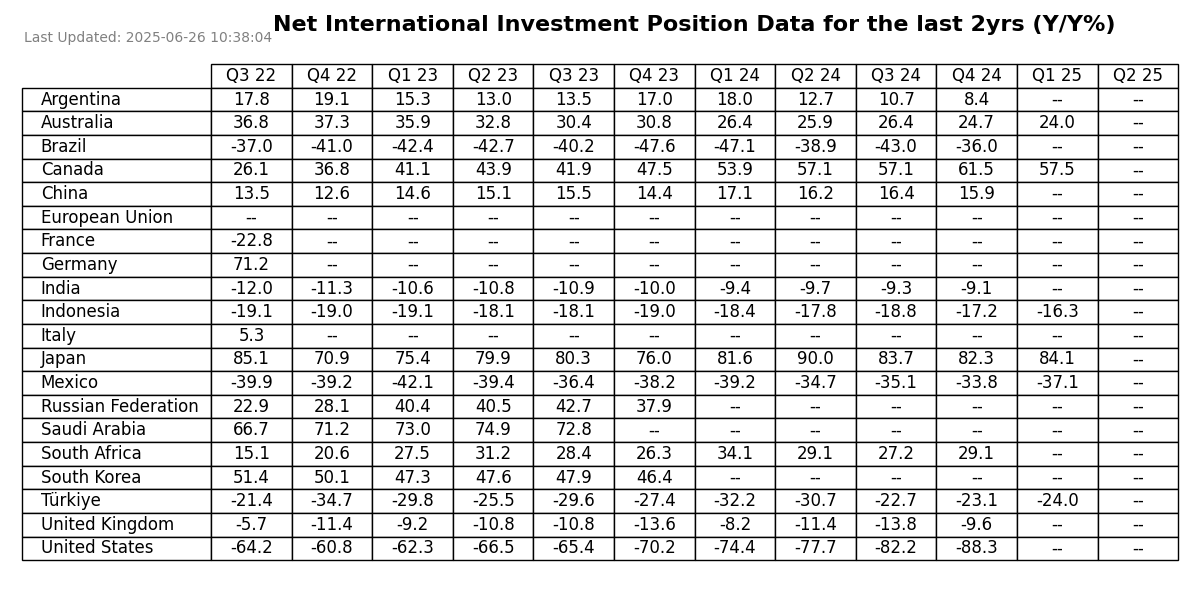 Net International Investment Position Data for the last 2yrs (Y/Y%)
Last Updated: 2025-06-26 10:38:04
Q3 22 Q4 22 Q1 23 Q2 23 Q3 23 Q4 23 Q1 24 Q2 24 Q3 24 Q4 24 Q1 25 Q2 25
Argentina 17.8 19.1 15.3 13.0 13.5 17.0 18.0 12.7 10.7 8.4 -- --
Australia 36.8 37.3 35.9 32.8 30.4 30.8 26.4 25.9 26.4 24.7 24.0 --
Brazil -37.0 -41.0 -42.4 -42.7 -40.2 -47.6 -47.1 -38.9 -43.0 -36.0 -- --
Canada 26.1 36.8 41.1 43.9 41.9 47.5 53.9 57.1 57.1 61.5 57.5 --
China 13.5 12.6 14.6 15.1 15.5 14.4 17.1 16.2 16.4 15.9 -- --
European Union -- -- -- -- -- -- -- -- -- -- -- --
France -22.8 -- -- -- -- -- -- -- -- -- -- --
Germany 71.2 -- -- -- -- -- -- -- -- -- -- --
India -12.0 -11.3 -10.6 -10.8 -10.9 -10.0 -9.4 -9.7 -9.3 -9.1 -- --
Indonesia -19.1 -19.0 -19.1 -18.1 -18.1 -19.0 -18.4 -17.8 -18.8 -17.2 -16.3 --
Italy 5.3 -- -- -- -- -- -- -- -- -- -- --
Japan 85.1 70.9 75.4 79.9 80.3 76.0 81.6 90.0 83.7 82.3 84.1 --
Mexico -39.9 -39.2 -42.1 -39.4 -36.4 -38.2 -39.2 -34.7 -35.1 -33.8 -37.1 --
Russian Federation 22.9 28.1 40.4 40.5 42.7 37.9 -- -- -- -- -- --
Saudi Arabia 66.7 71.2 73.0 74.9 72.8 -- -- -- -- -- -- --
South Africa 15.1 20.6 27.5 31.2 28.4 26.3 34.1 29.1 27.2 29.1 -- --
South Korea 51.4 50.1 47.3 47.6 47.9 46.4 -- -- -- -- -- --
Türkiye -21.4 -34.7 -29.8 -25.5 -29.6 -27.4 -32.2 -30.7 -22.7 -23.1 -24.0 --
United Kingdom -5.7 -11.4 -9.2 -10.8 -10.8 -13.6 -8.2 -11.4 -13.8 -9.6 -- --
United States -64.2 -60.8 -62.3 -66.5 -65.4 -70.2 -74.4 -77.7 -82.2 -88.3 -- --